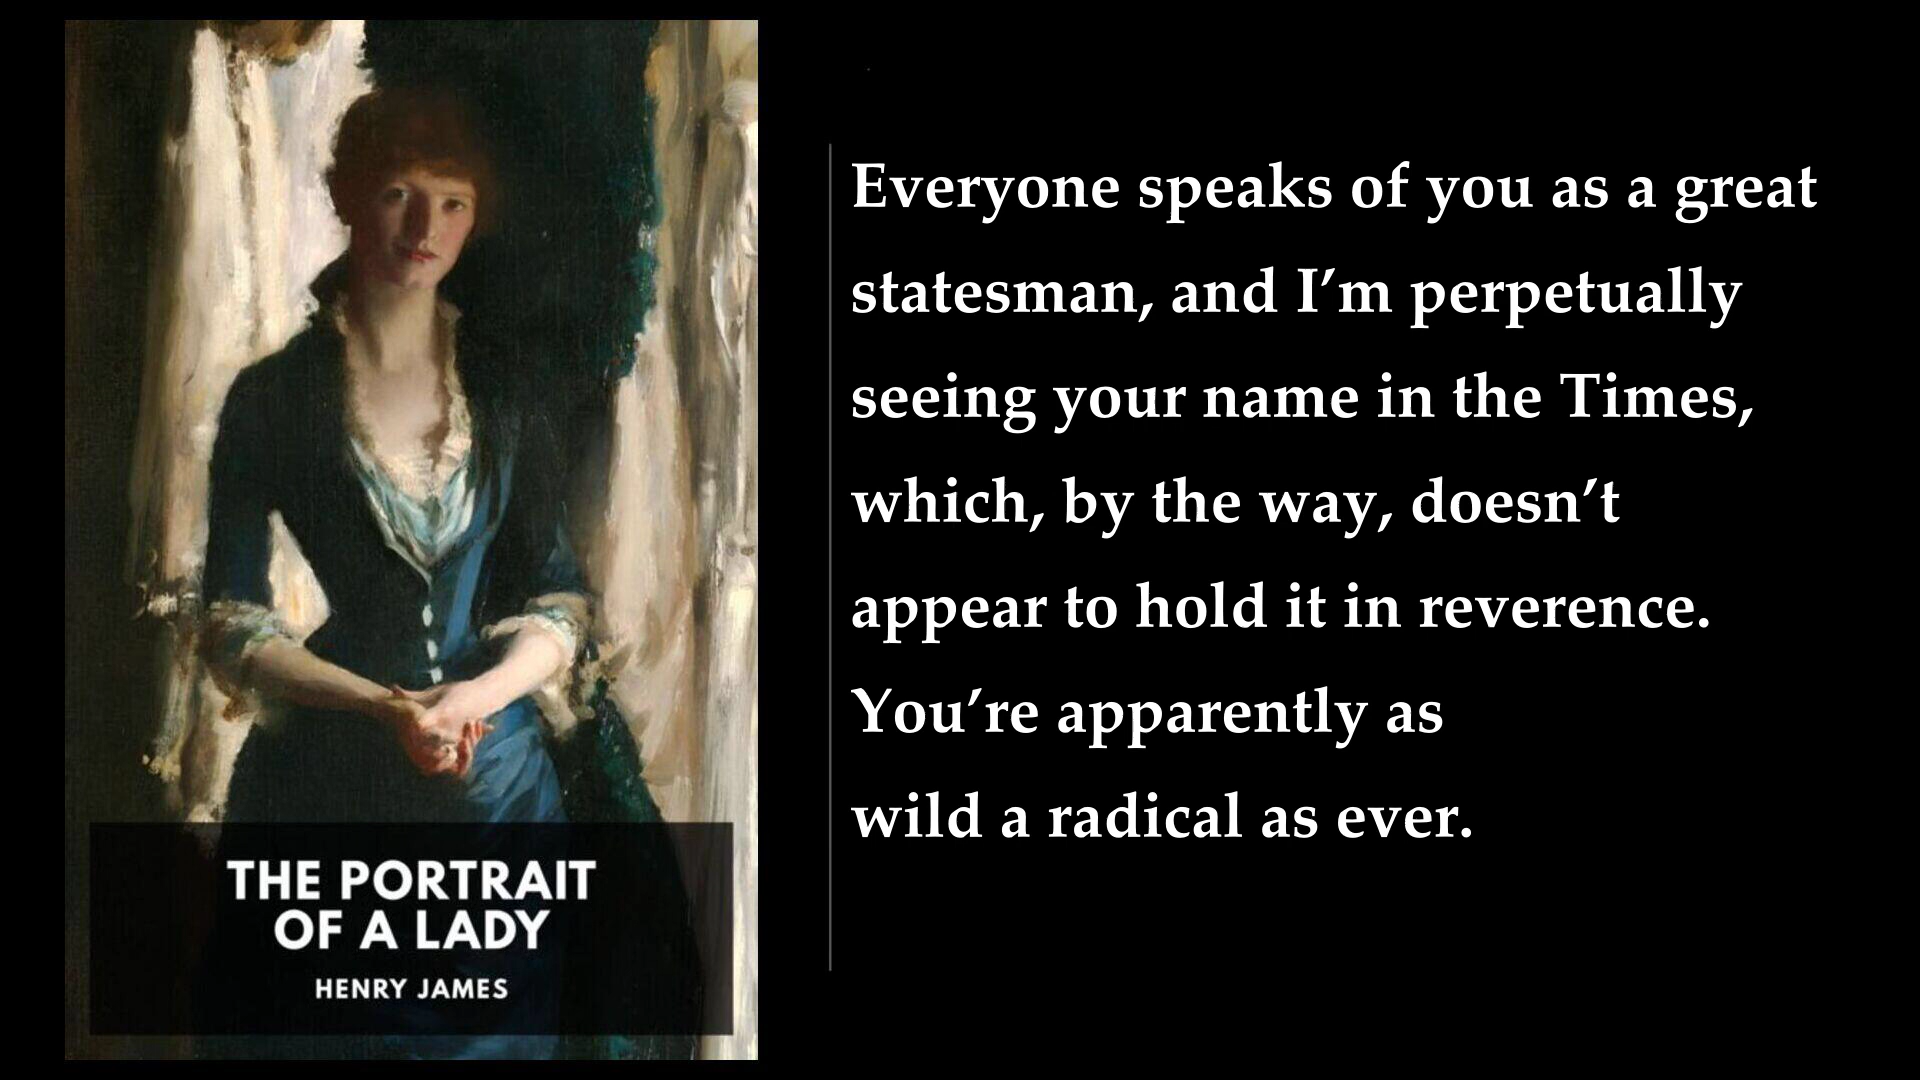 THE PORTRAIT
OF A LADY
HENRY JAMES
Everyone speaks of you as a great
statesman, and I’m perpetually
seeing your name in the Times,
which, by the way, doesn’t
appear to hold it in reverence.
You’re apparently as
wild a radical as ever.